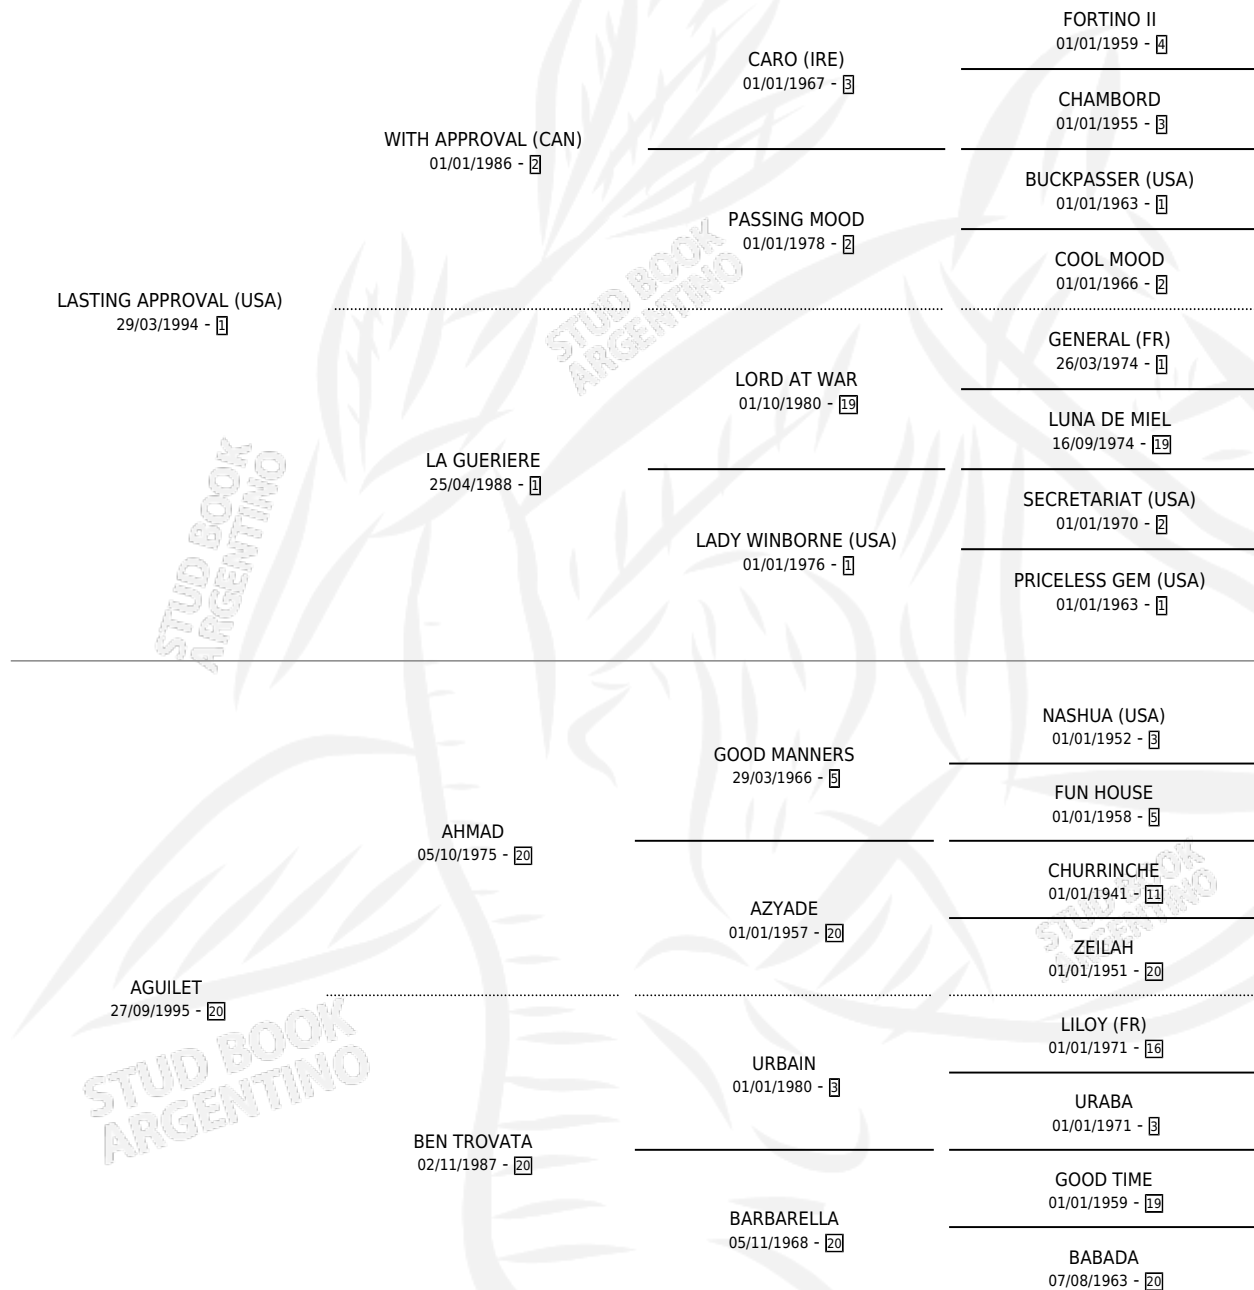 FORTINO II
01/01/1959 - 4
CARO (IRE)
01/01/1967 - 3
CHAMBORD
01/01/1955 - 3
WITH APPROVAL (CAN)
01/01/1986 - 2
BUCKPASSER (USA)
01/01/1963 - 1
PASSING MOOD
01/01/1978 - 2
COOL MOOD
01/01/1966 - 2
LASTING APPROVAL (USA)
29/03/1994 - 1
STUD BOOK
ARGENTINO
GENERAL (FR)
26/03/1974 - 1
LORD AT WAR
01/10/1980 - 19
LUNA DE MIEL
16/09/1974 - 19
LA GUERIERE
25/04/1988 - 1
SECRETARIAT (USA)
01/01/1970 - 2
LADY WINBORNE (USA)
01/01/1976 - 1
PRICELESS GEM (USA)
01/01/1963 - 1
STUD BOOK
ARGENTINO
NASHUA (USA)
01/01/1952 - 3
GOOD MANNERS
29/03/1966 - 5
FUN HOUSE
01/01/1958 - 5
AHMAD
05/10/1975 - 20
CHURRINCHE
01/01/1941 - 11
AZYADE
01/01/1957 - 20
STUD BOOK
ARGENTINO
ZEILAH
01/01/1951 - 20
AGUILET
27/09/1995 - 20
STUD BOOK
ARGENTINO
LILOY (FR)
01/01/1971 - 16
URBAIN
01/01/1980 - 3
URABA
01/01/1971 - 3
BEN TROVATA
02/11/1987 - 20
GOOD TIME
01/01/1959 - 19
BARBARELLA
05/11/1968 - 20
BABADA
07/08/1963 - 20